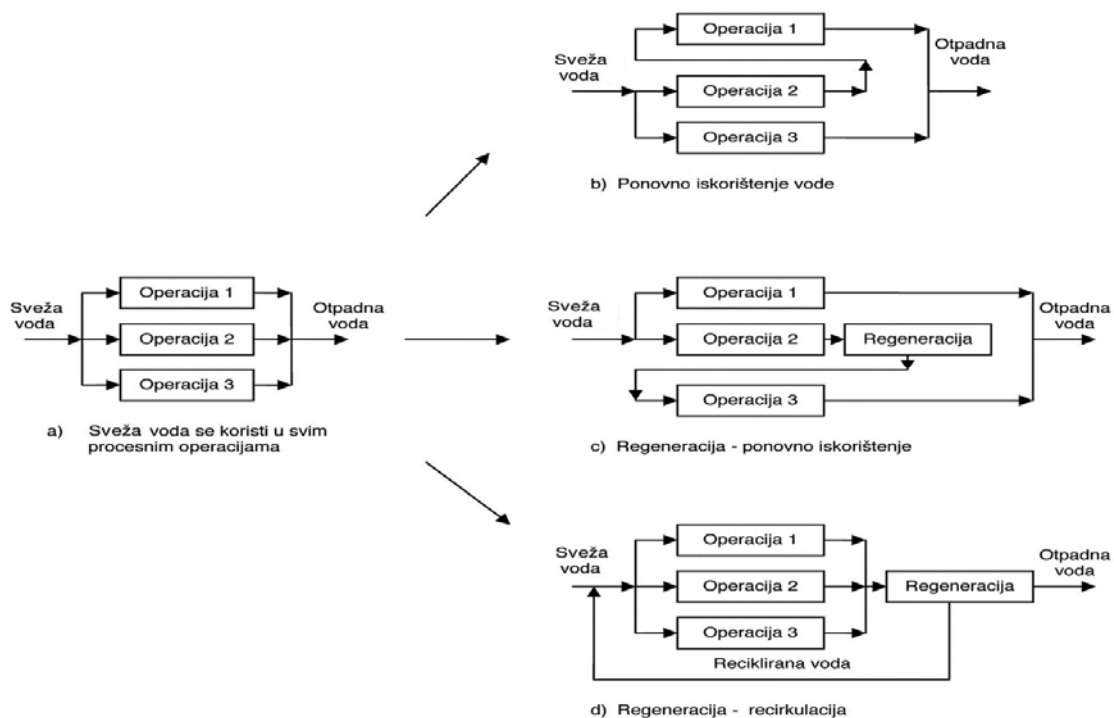 Operacija 1
Sveža
voda
Otpadna
voda
Operacija 2
Operacija 3
b) Ponovno iskorištenje vode
Operacija 1
Sveža
voda
Otpadna
voda
Operacija 2
Operacija 3
a) Sveža voda se koristi u svim
procesnim operacijama
Operacija 1
Sveža
voda
Otpadna
voda
Operacija 2
Regeneracija
Operacija 3
c) Regeneracija - ponovno iskorištenje
Operacija 1
Sveža
voda
Otpadna
voda
Operacija 2
Regeneracija
Operacija 3
Reciklirana voda
d) Regeneracija - recirkulacija